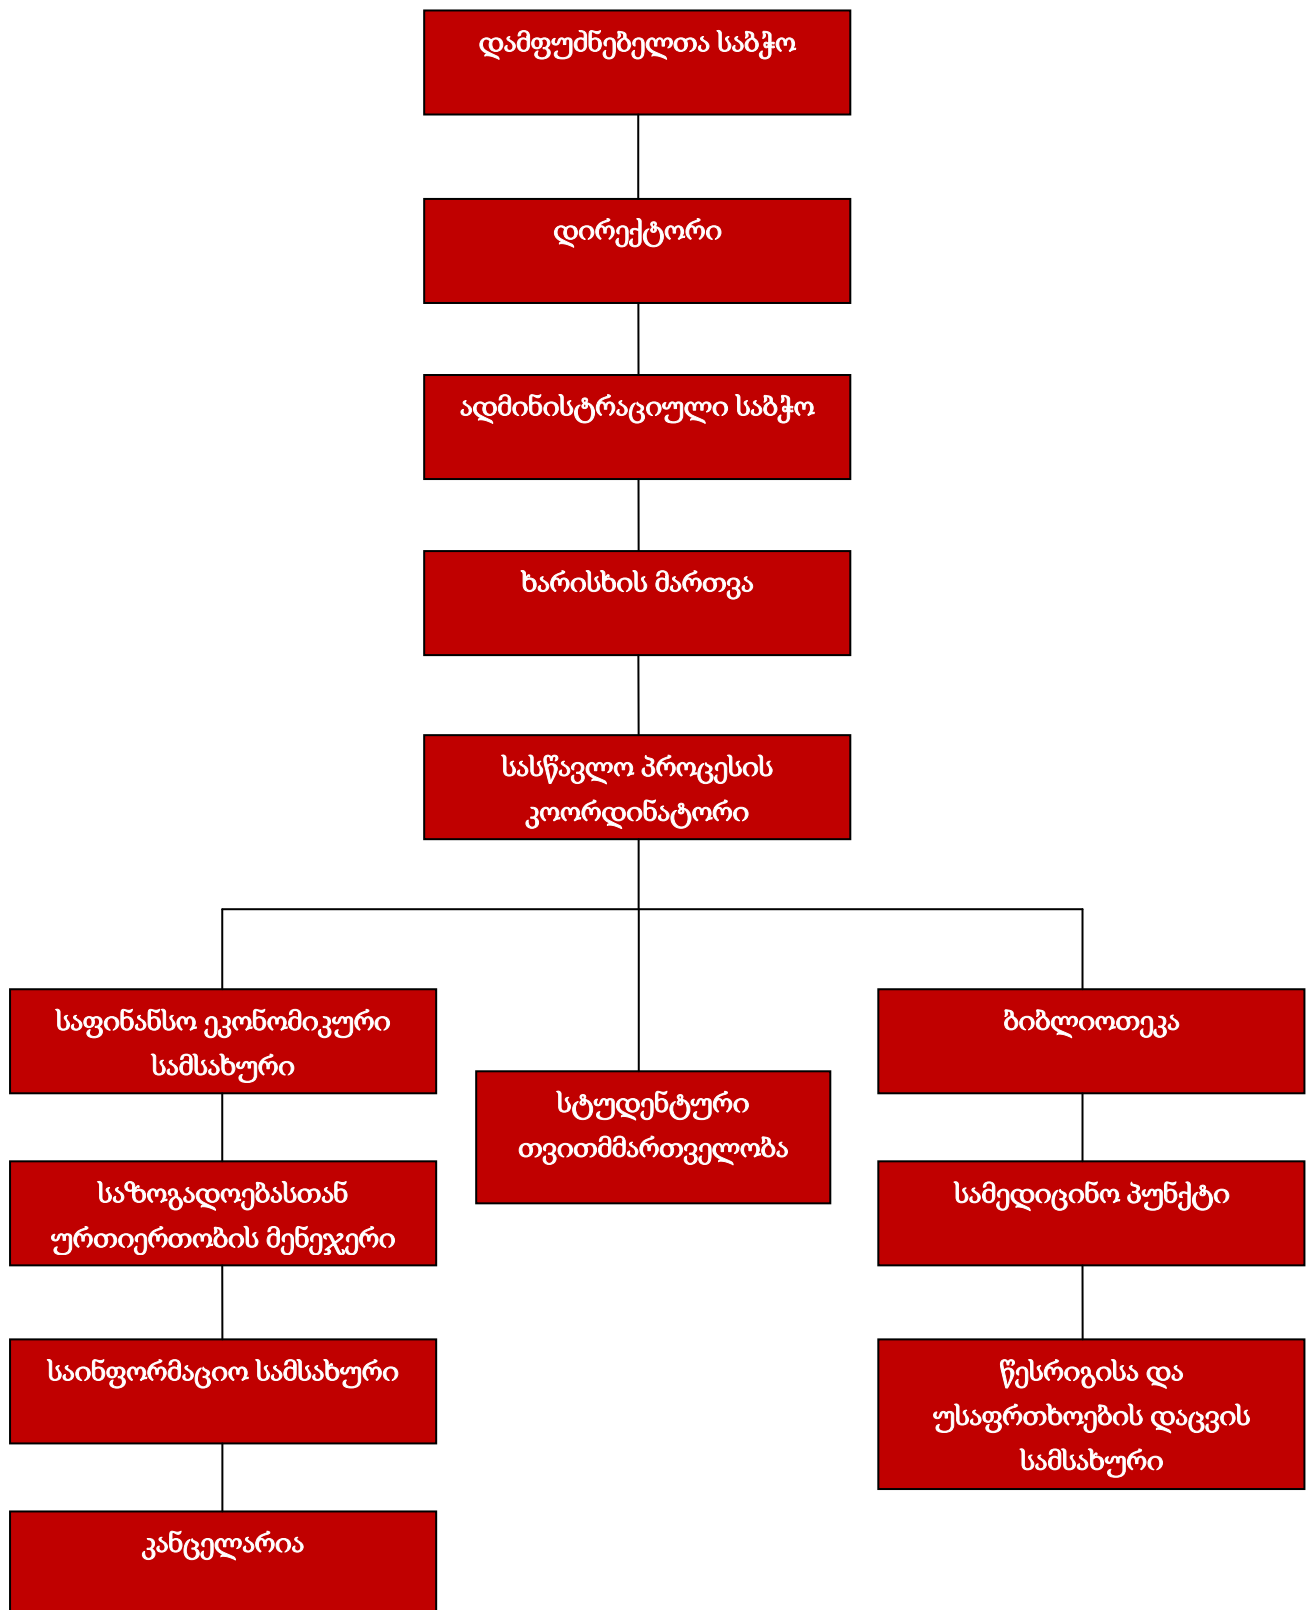 დამფუძნებელთა საბჭო
დირექტორი
ადმინისტრაციული საბჭო
ხარისხის მართვა
სასწავლო პროცესის
კოორდინატორი
საფინანსო ეკონომიკური
სამსახური
საზოგადოებასთან
ურთიერთობის მენეჯერი
საინფორმაციო სამსახური
კანცელარია
სტუდენტური
თვითმმართველობა
ბიბლიოთეკა
სამედიცინო პუნქტი
წესრიგისა და
უსაფრთხოების დაცვის
სამსახური